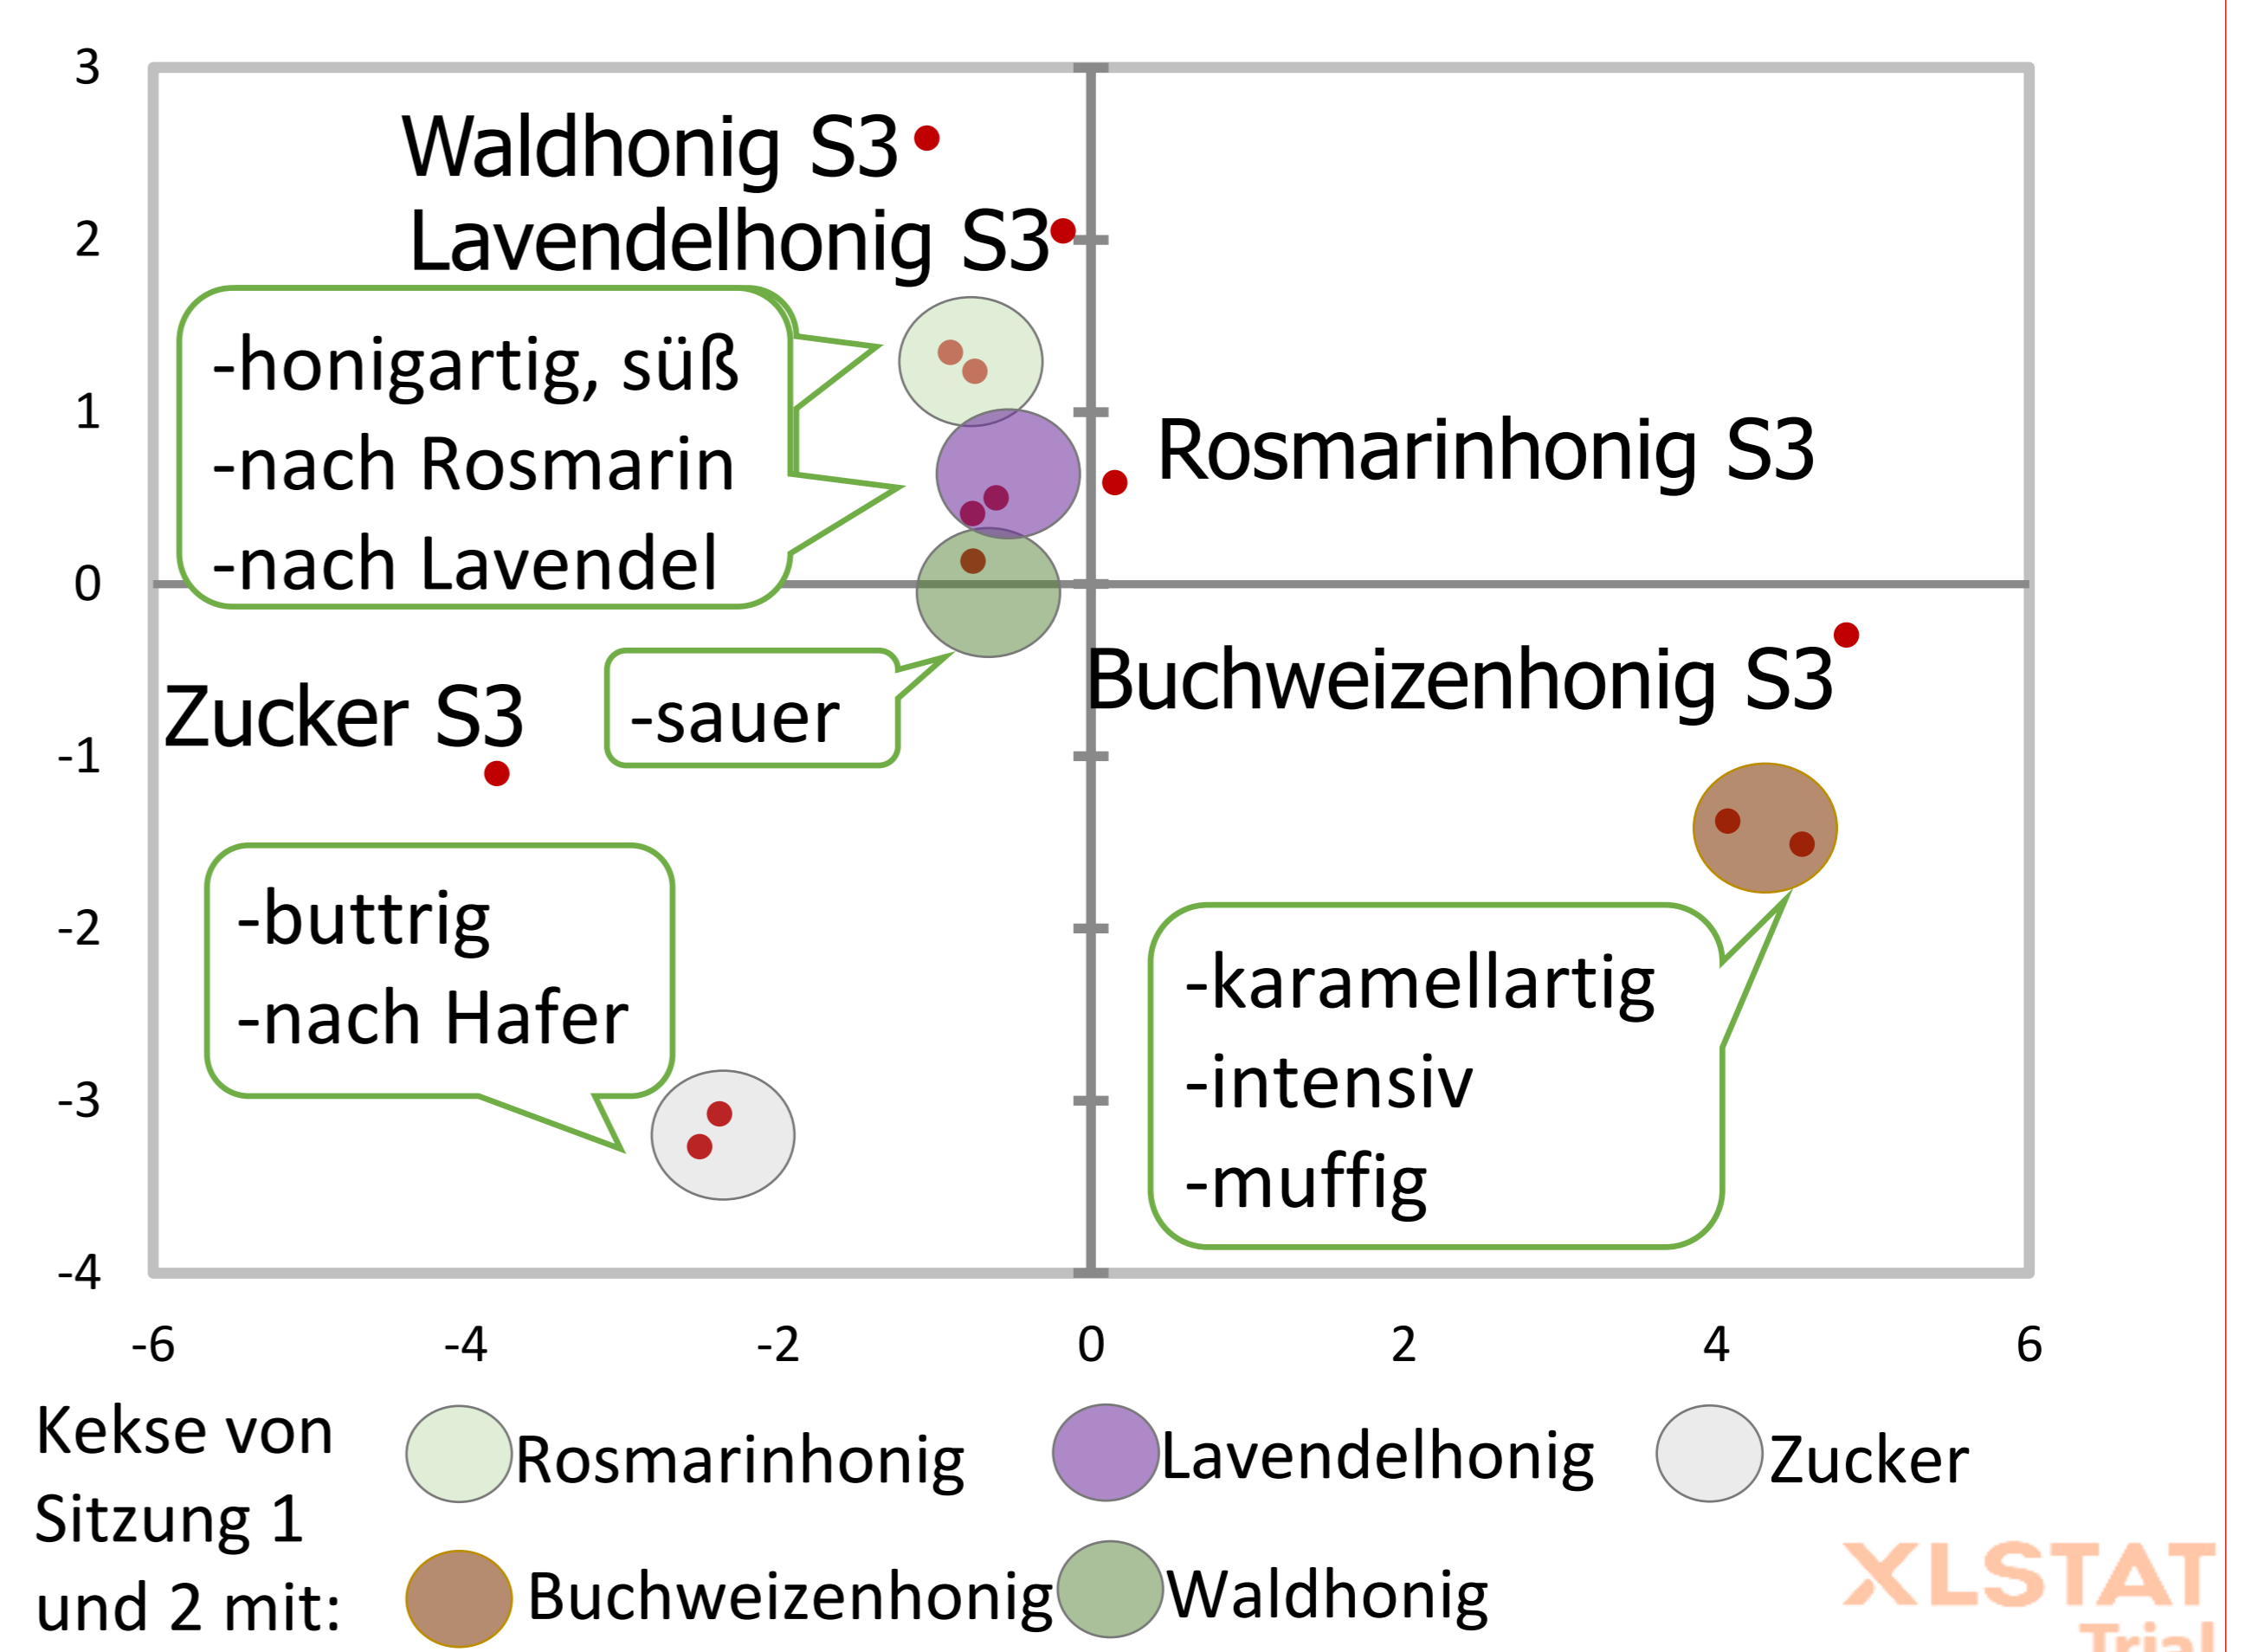 3
Waldhonig S3
2
Lavendelhonig S3
-honigartig, süß
-nach Rosmarin
-nach Lavendel
1
Rosmarinhonig S3
0
Buchweizenhonig S3
Zucker S3
-sauer
-1
-buttrig
-nach Hafer
-2
-karamellartig
-intensiv
-muffig
-3
-4
-6 -4 -2 0 2 4 6
Kekse von
Sitzung 1
und 2 mit:
Rosmarinhonig Lavendelhonig Zucker
Buchweizenhonig Waldhonig
XLSTAT
Trial